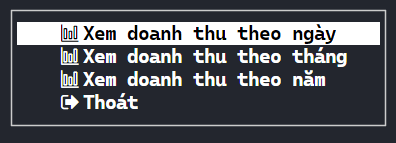 Xem doanh thu theo ngày
Xem doanh thu theo tháng
Xem doanh thu theo năm
Thoát